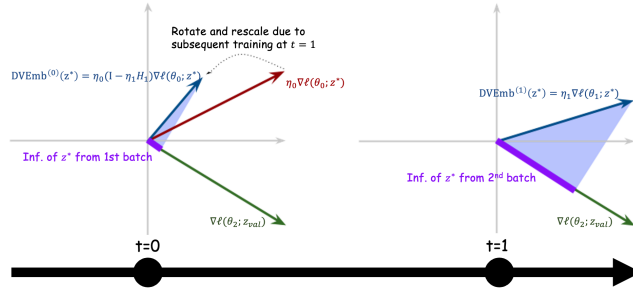 Rotate and rescale due to
subsequent training at t = 1
DVEmb⁽⁰⁾(z*) = η₀(I − η₁H₁)∇ℓ(θ₀; z*)
η₀∇ℓ(θ₀; z*)
Inf. of z* from 1st batch
∇ℓ(θ₂; z_val)
t=0
DVEmb⁽¹⁾(z*) = η₁∇ℓ(θ₁; z*)
Inf. of z* from 2ⁿᵈ batch
∇ℓ(θ₂; z_val)
t=1